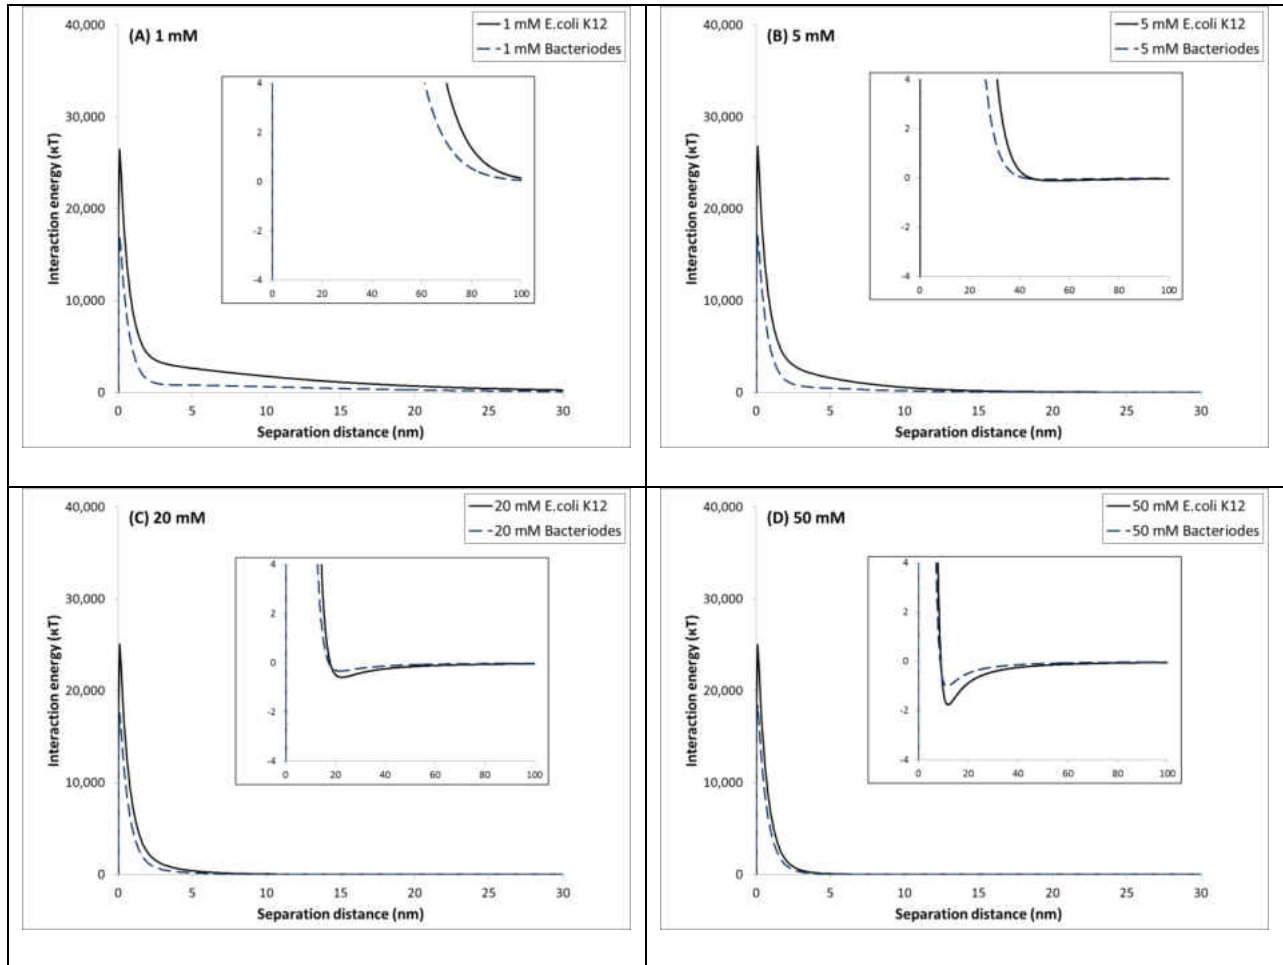 (A) 1 mM
1 mM E.coli K12
1 mM Bacteriodes
Interaction energy (κT)
40,000
30,000
20,000
10,000
0
0 5 10 15 20 25 30
Separation distance (nm)
4
2
0
-2
-4
0 20 40 60 80 100
(B) 5 mM
5 mM E.coli K12
5 mM Bacteriodes
Interaction energy (κT)
40,000
30,000
20,000
10,000
0
0 5 10 15 20 25 30
Separation distance (nm)
4
2
0
-2
-4
0 20 40 60 80 100
(C) 20 mM
20 mM E.coli K12
20 mM Bacteriodes
Interaction energy (κT)
40,000
30,000
20,000
10,000
0
0 5 10 15 20 25 30
Separation distance (nm)
4
2
0
-2
-4
0 20 40 60 80 100
(D) 50 mM
50 mM E.coli K12
50 mM Bacteriodes
Interaction energy (κT)
40,000
30,000
20,000
10,000
0
0 5 10 15 20 25 30
Separation distance (nm)
4
2
0
-2
-4
0 20 40 60 80 100